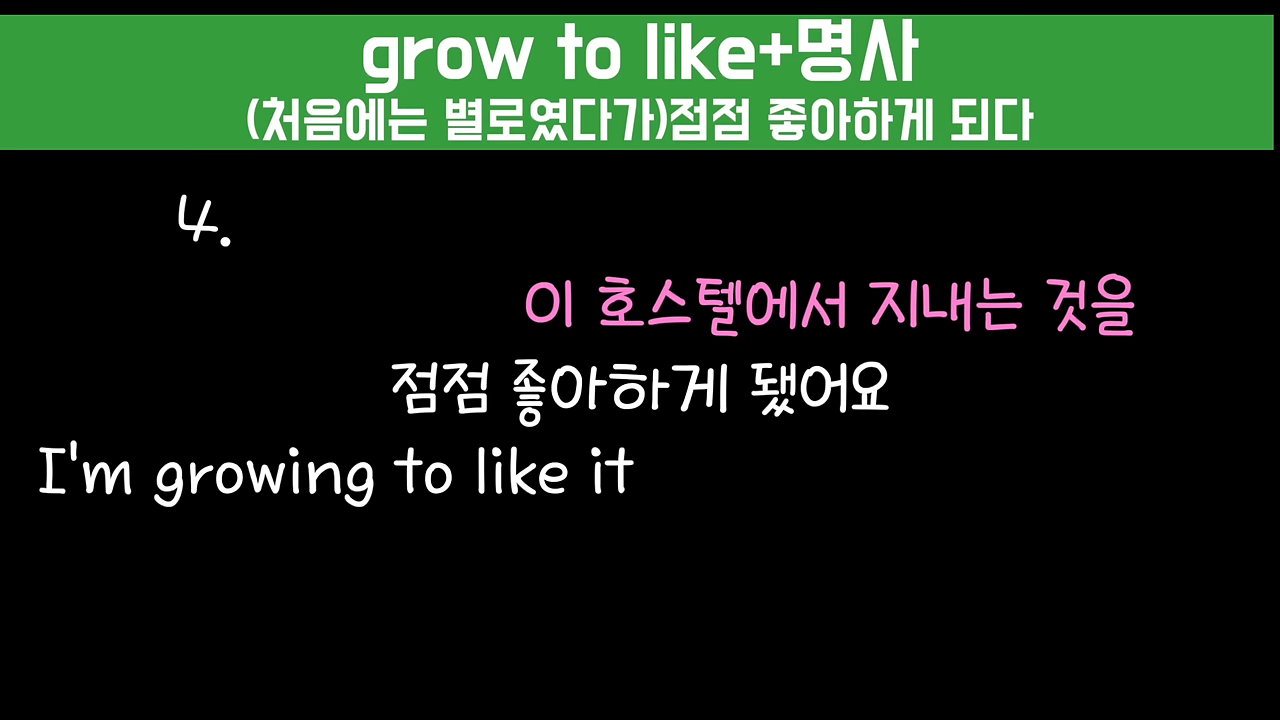 grow to like+명사
(처음에는 별로였다가)점점 좋아하게 되다
4.
이 호스텔에서 지내는 것을
점점 좋아하게 됐어요
I'm growing to like it